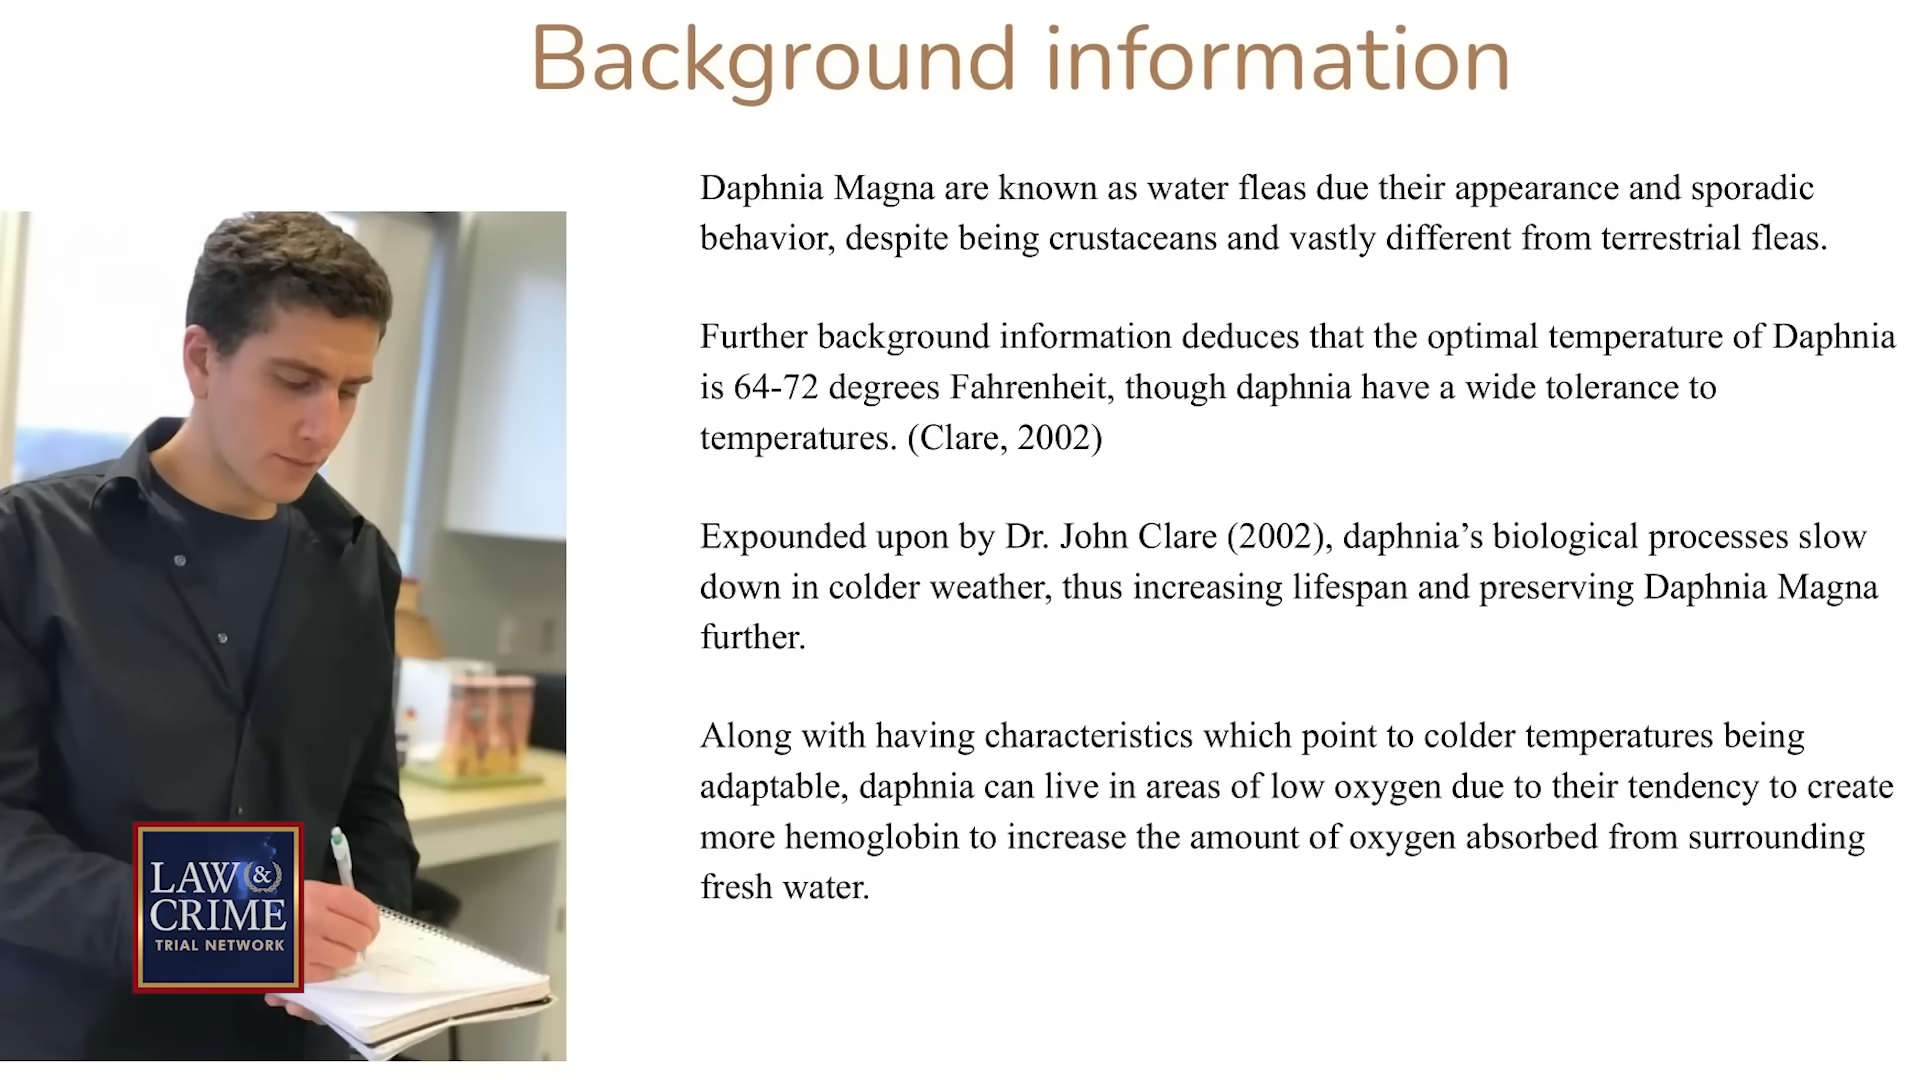 Background information
Daphnia Magna are known as water fleas due their appearance and sporadic
behavior, despite being crustaceans and vastly different from terrestrial fleas.
Further background information deduces that the optimal temperature of Daphnia
is 64-72 degrees Fahrenheit, though daphnia have a wide tolerance to
temperatures. (Clare, 2002)
Expounded upon by Dr. John Clare (2002), daphnia’s biological processes slow
down in colder weather, thus increasing lifespan and preserving Daphnia Magna
further.
Along with having characteristics which point to colder temperatures being
adaptable, daphnia can live in areas of low oxygen due to their tendency to create
more hemoglobin to increase the amount of oxygen absorbed from surrounding
fresh water.
LAW &
CRIME
TRIAL NETWORK